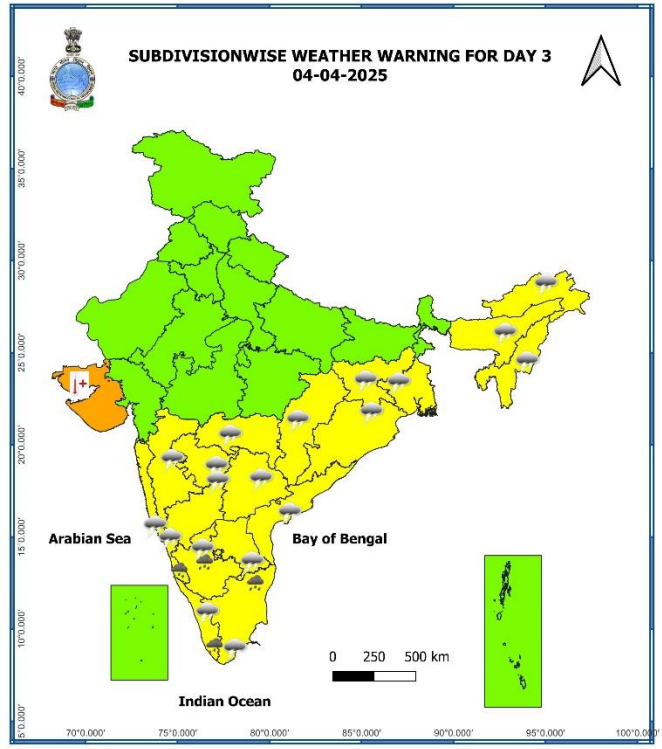 SUBDIVISIONWISE WEATHER WARNING FOR DAY 3
04-04-2025
40°0.000'
35°0.000'
30°0.000'
25°0.000'
20°0.000'
15°0.000'
10°0.000'
5°0.000'
Arabian Sea
Bay of Bengal
0 250 500 km
Indian Ocean
70°0.000' 75°0.000' 80°0.000' 85°0.000' 90°0.000' 95°0.000' 100°0.000'